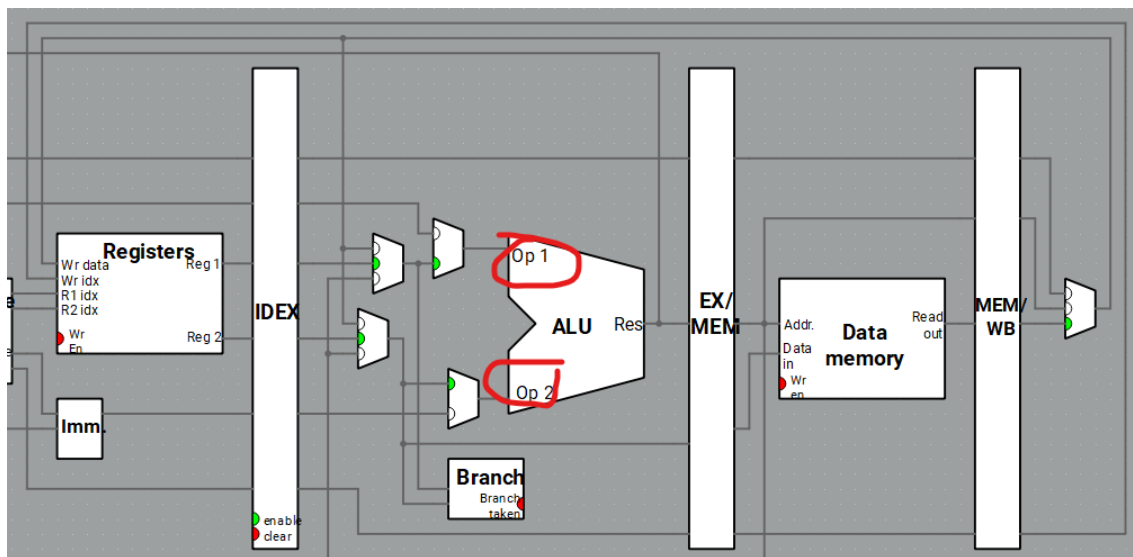 Registers
Wr data
Reg 1
Wr idx
R1 idx
R2 idx
Wr
En
Reg 2
Imm.
IDEX
enable
clear
Op 1
ALU
Res
Op 2
Branch
Branch
taken
EX/
MEM
Addr.
Data
in
Wr
en
Data
memory
Read
out
MEM/
WB